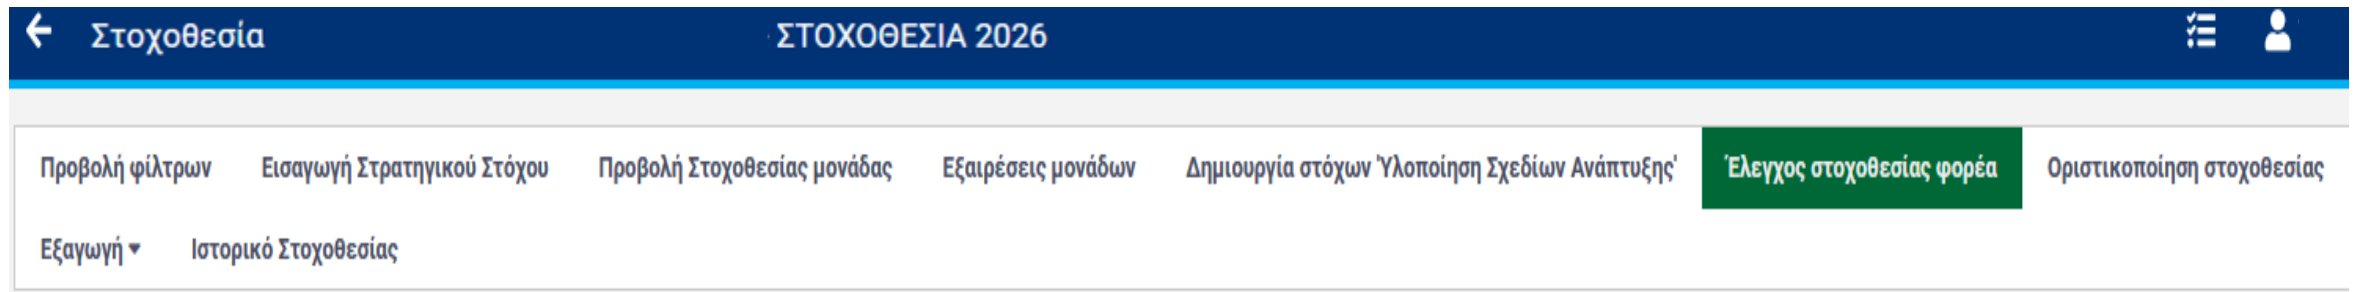 Στοχοθεσία ΣΤΟΧΟΘΕΣΙΑ 2026
Προβολή φίλτρων Εισαγωγή Στρατηγικού Στόχου Προβολή Στοχοθεσίας μονάδας Εξαιρέσεις μονάδων Δημιουργία στόχων 'Υλοποίηση Σχεδίων Ανάπτυξης' Έλεγχος στοχοθεσίας φορέα Οριστικοποίηση στοχοθεσίας
Εξαγωγή Ιστορικό Στοχοθεσίας